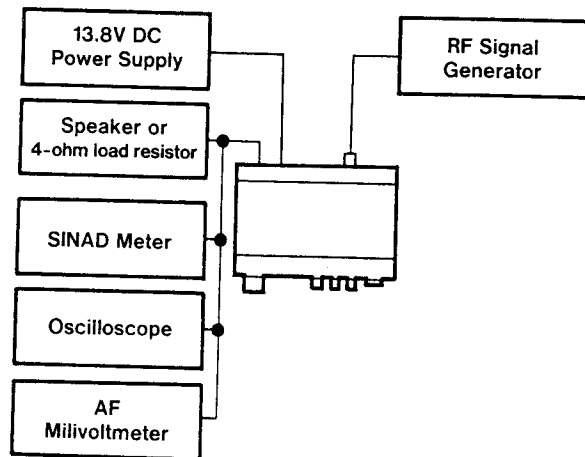 13.8V DC
Power Supply
RF Signal
Generator
Speaker or
4-ohm load resistor
SINAD Meter
Oscilloscope
AF
Milivoltmeter